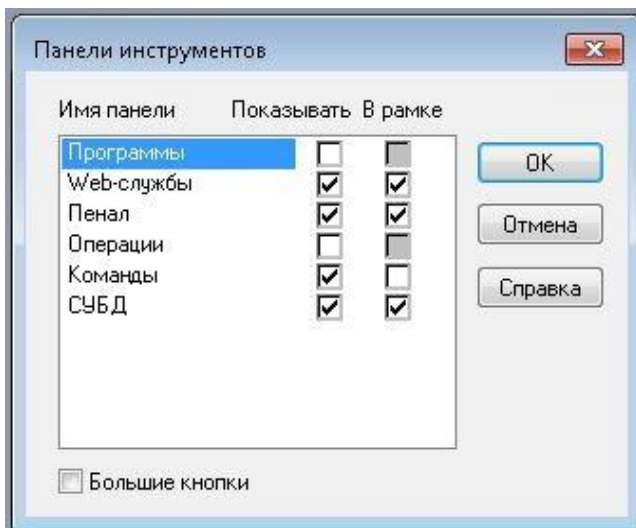 Панели инструментов
Имя панели Показывать В рамке
Программы
Web-службы
Пенал
Операции
Команды
СУБД
OK
Отмена
Справка
Большие кнопки